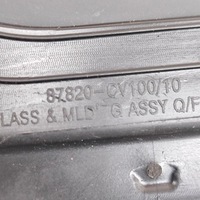 87820-CV100/10
LASS & MLD G ASSY Q/F